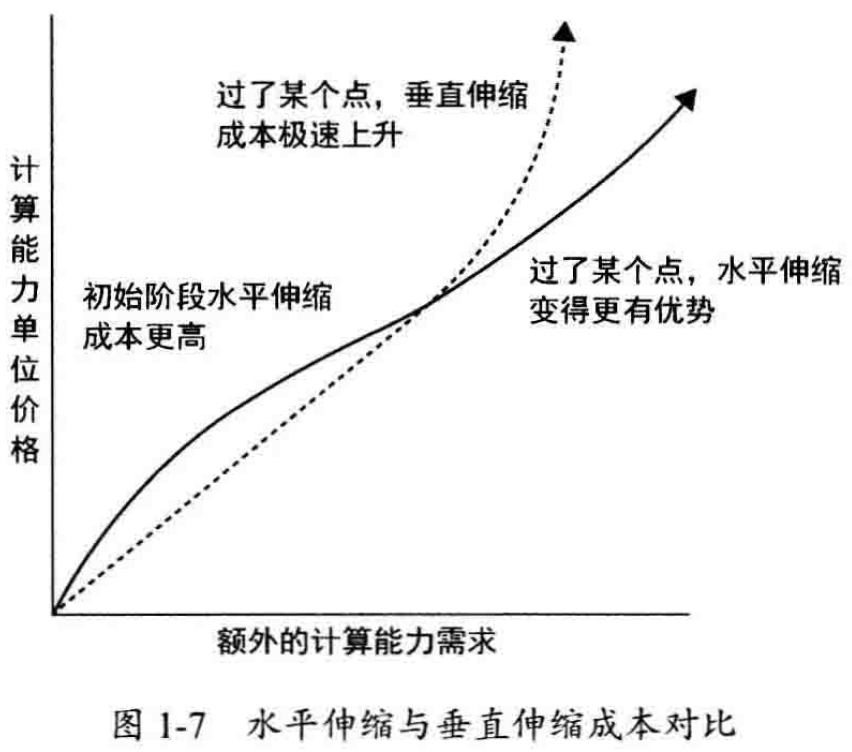 过了某个点，垂直伸缩
成本极速上升
计算能力单位价格
初始阶段水平伸缩
成本更高
过了某个点，水平伸缩
变得更有优势
额外的计算能力需求
图 1-7 水平伸缩与垂直伸缩成本对比